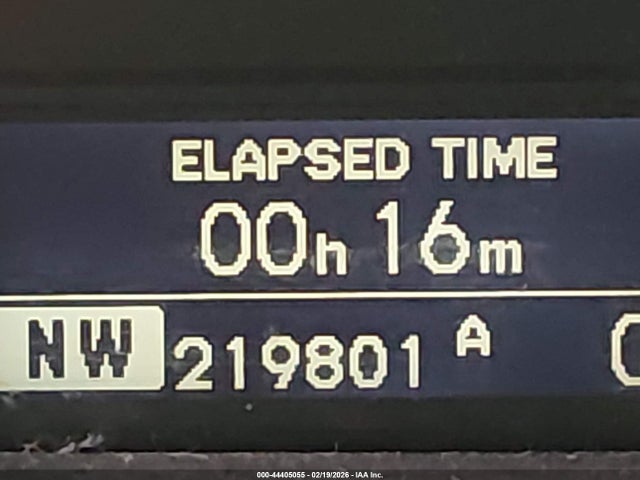 ELAPSED TIME
00h 16m
NW 219801 A
000-44405055 - 02/19/2026 - IAA Inc.